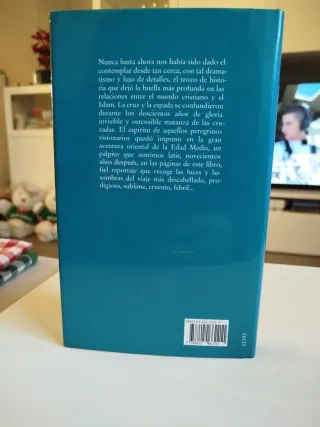 Nunca hasta ahora nos había sido dado el
contemplar desde tan cerca, con tal drama-
tismo y lujo de detalles, el trozo de histo-
ria que dejó la huella más profunda en las
relaciones entre el mundo cristiano y el
Islam. La cruz y la espada se confundieron
durante los doscientos años de gloria
invisible y ostensible matanza de las cru-
zadas. El espíritu de aquellos peregrinos
visionarios quedó impreso en la gran
aventura oriental de la Edad Media, un
pálpito que sentimos latir, novecientos
años después, en las páginas de este libro,
fiel reportaje que recoge las luces y las
sombras del viaje más descabellado, pro-
digioso, sublime, cruento, febril...